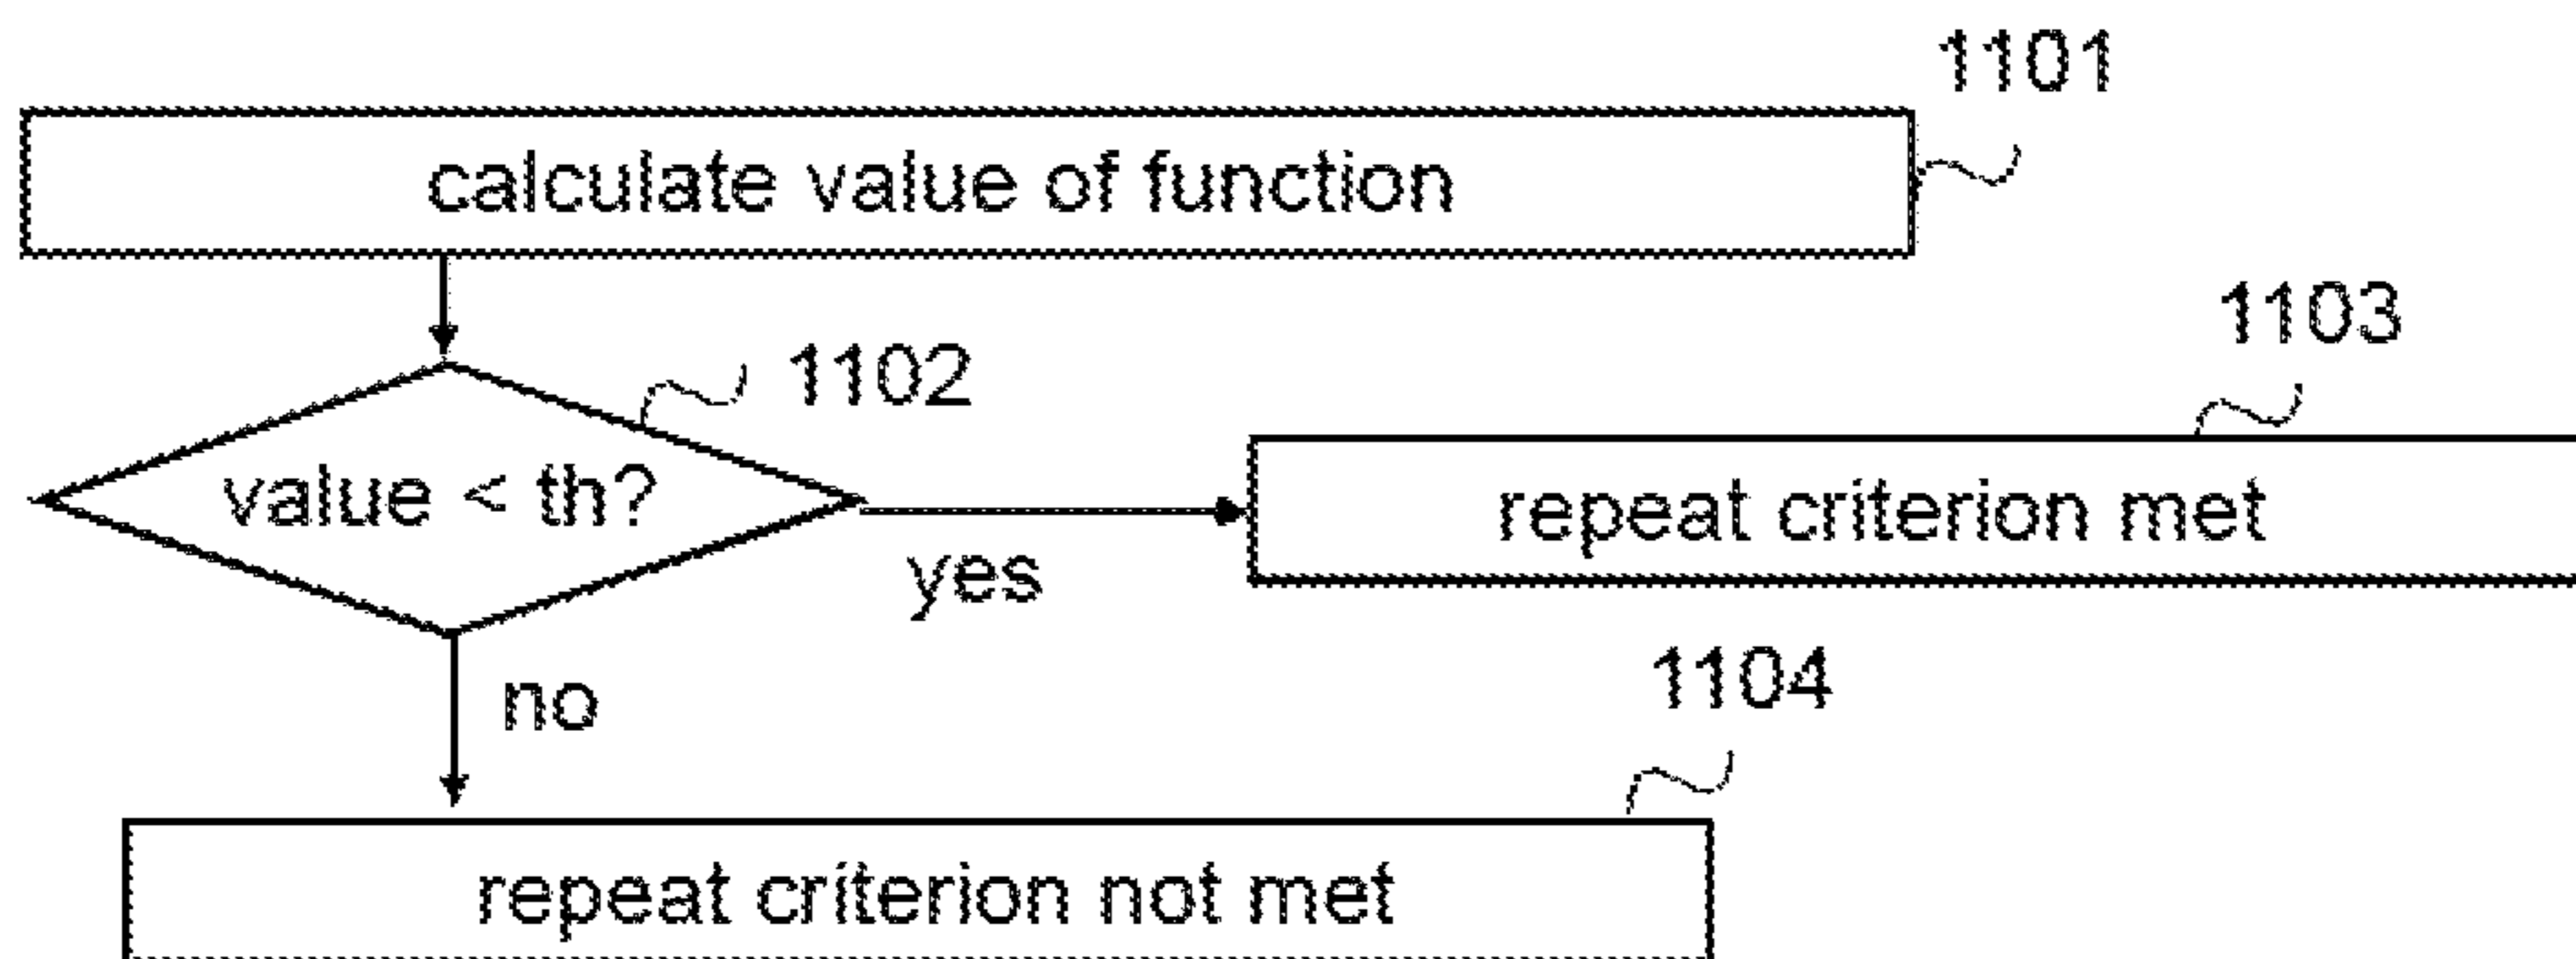 1101
calculate value of function
1103
1102
value < th?
repeat criterion met
yes
1104
no
repeat criterion not met